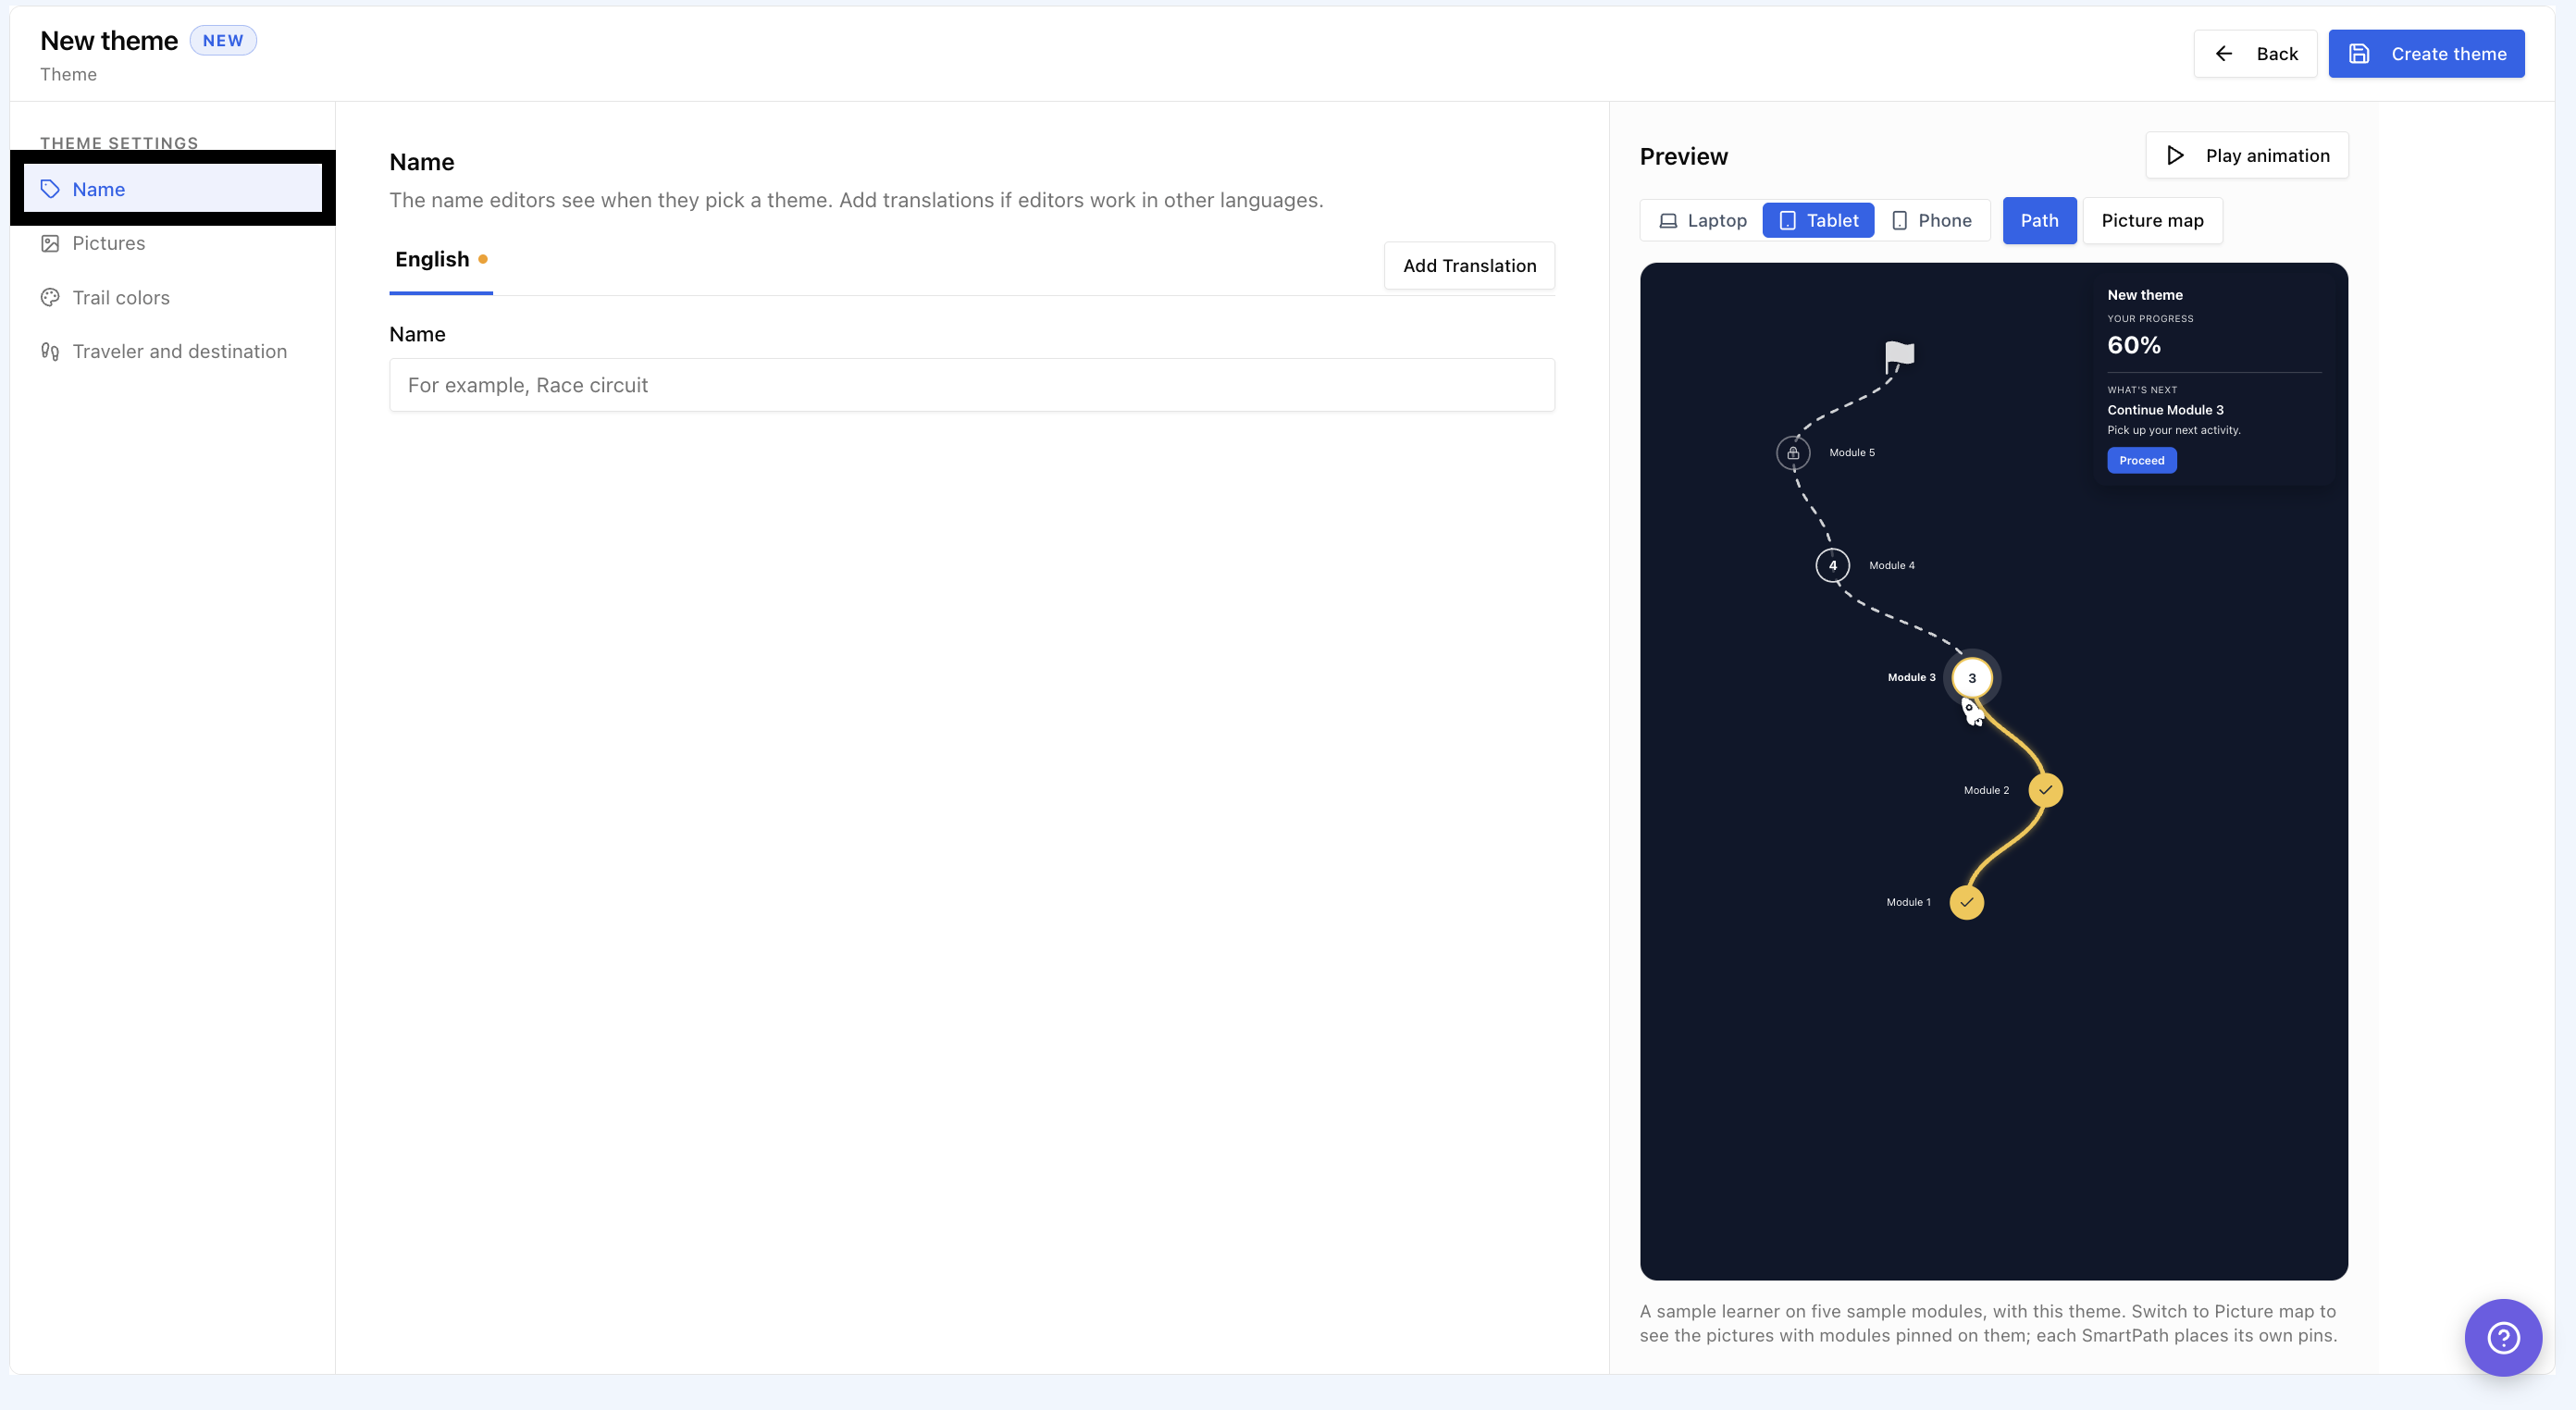 New theme NEW
Theme
Back
Create theme
THEME SETTINGS
Name
Pictures
Trail colors
Traveler and destination
Name
The name editors see when they pick a theme. Add translations if editors work in other languages.
English
Add Translation
Name
For example, Race circuit
Preview
Play animation
Laptop
Tablet
Phone
Path
Picture map
New theme
YOUR PROGRESS
60%
WHAT'S NEXT
Continue Module 3
Pick up your next activity.
Proceed
Module 5
4
Module 4
Module 3
3
Module 2
Module 1
A sample learner on five sample modules, with this theme. Switch to Picture map to
see the pictures with modules pinned on them; each SmartPath places its own pins.